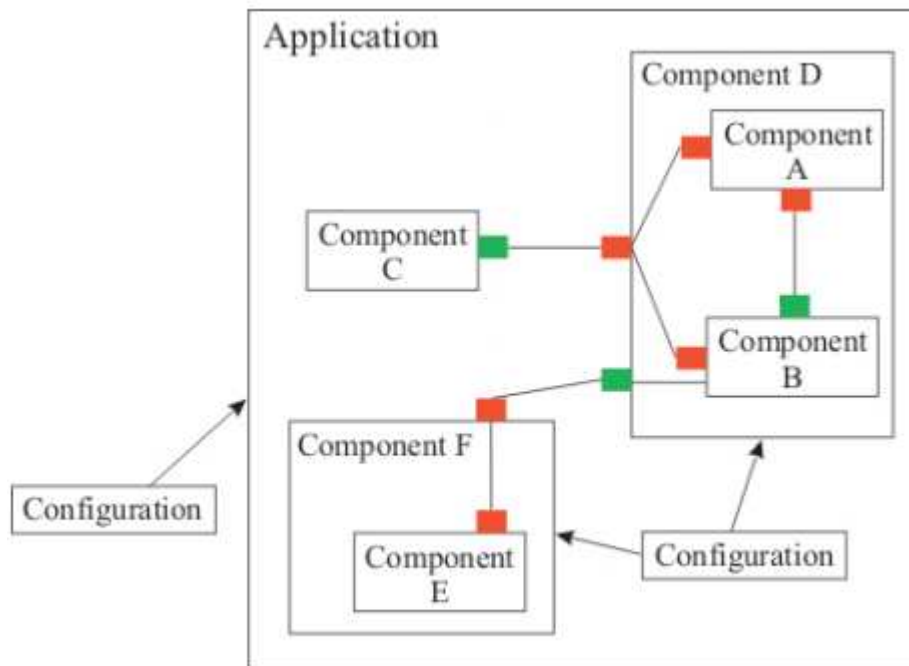 Application
Component D
Component
A
Component
C
Component
B
Component F
Configuration
Component
E
Configuration